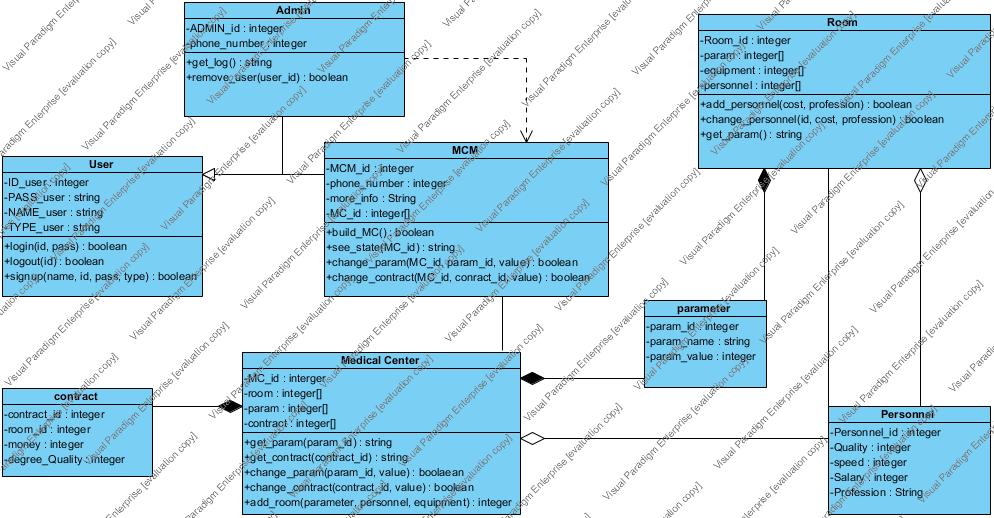 Admin
-ADMIN_id : integer
-phone_number : integer
+get_log() : string
+remove_user(user_id) : boolean
Room
-Room_id : integer
-param : integer[]
-equipment : integer[]
-personnel : integer[]
+add_personnel(cost, profession) : boolean
+change_personnel(id, cost, profession) : boolean
+get_param() : string
User
-ID_user : integer
-PASS_user : string
-NAME_user : string
-TYPE_user : string
+login(id, pass) : boolean
+logout(id) : boolean
+signup(name, id, pass, type) : boolean
MCM
-MCM_id : integer
-phone_number : integer
-more_info : String
-MC_id : integer[]
+build_MC() : boolean
+see_state(MC_id) : string
+change_param(MC_id, param_id, value) : boolean
+change_contract(MC_id, conract_id, value) : boolean
parameter
-param_id : integer
-param_name : string
-param_value : integer
Medical Center
-MC_id : interger
-room : integer[]
-param : integer[]
-contract : integer[]
+get_param(param_id) : string
+get_contract(contract_id) : string
+change_param(param_id, value) : boolaean
+change_contract(contract_id, value) : boolean
+add_room(parameter, personnel, equipment) : integer
contract
-contract_id : integer
-room_id : integer
-money : integer
-degree_Quality : integer
Personnel
-Personnel_id : integer
-Quality : integer
-speed : integer
-Salary : integer
-Profession : String
Visual Paradigm Enterprise [evaluation copy]